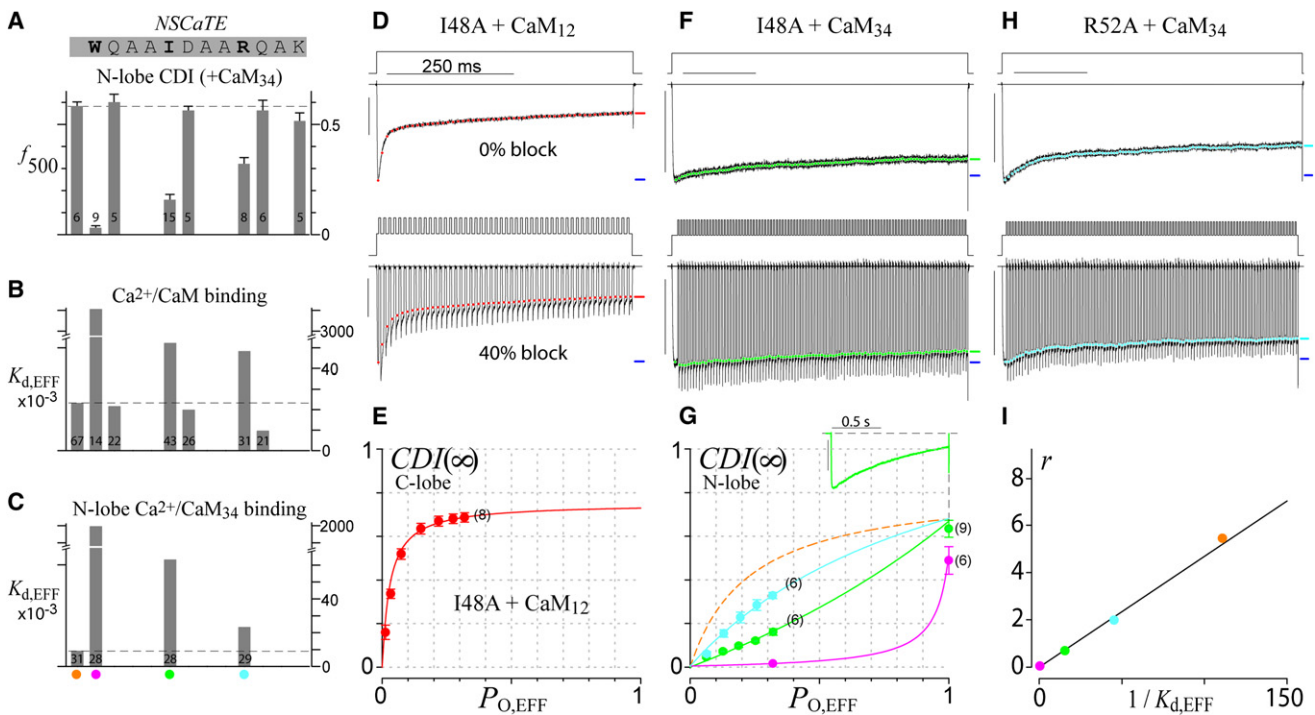 A
NSCaTE
WQAAIDAARQAK
N-lobe CDI (+CaM34)
f500
0.5
0
6 9 5 15 5 8 6 5
B
Ca2+/CaM binding
Kd,EFF
x10-3
3000
40
0
67 14 22 43 26 31 21
C
N-lobe Ca2+/CaM34 binding
Kd,EFF
x10-3
2000
40
0
31 28 28 29
D
I48A + CaM12
250 ms
0% block
40% block
E
1
CDI(∞)
C-lobe
(8)
I48A + CaM12
0
0
PO,EFF
1
F
I48A + CaM34
G
0.5 s
1
CDI(∞)
N-lobe
(9)
(6)
(6)
(6)
0
0
PO,EFF
1
H
R52A + CaM34
I
r
8
6
4
2
0
0
1 / Kd,EFF
150